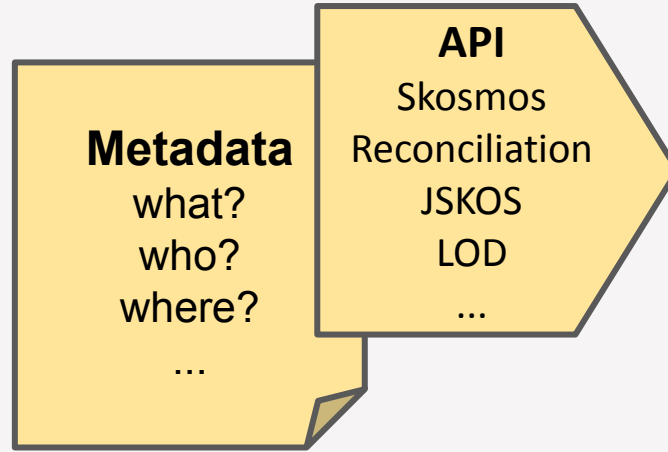 Metadata
what?
who?
where?
...
API
Skosmos
Reconciliation
JSKOS
LOD
...